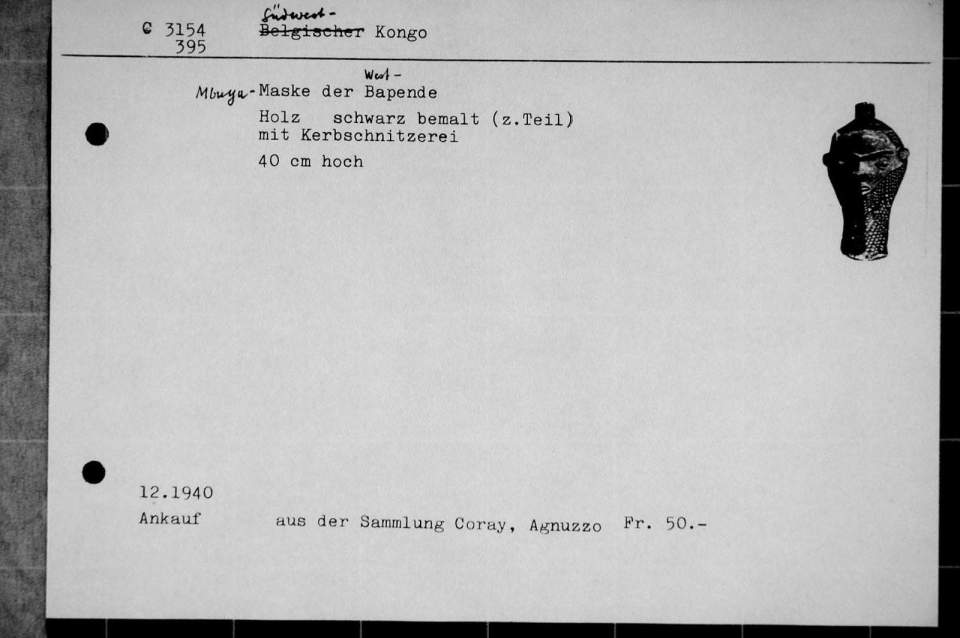 Südwest-
C 3154 Belgischer Kongo
395
West-
Mbuya-Maske der Bapende
Holz schwarz bemalt (z.Teil)
mit Kerbschnitzerei
40 cm hoch
12.1940
Ankauf aus der Sammlung Coray, Agnuzzo Fr. 50.-